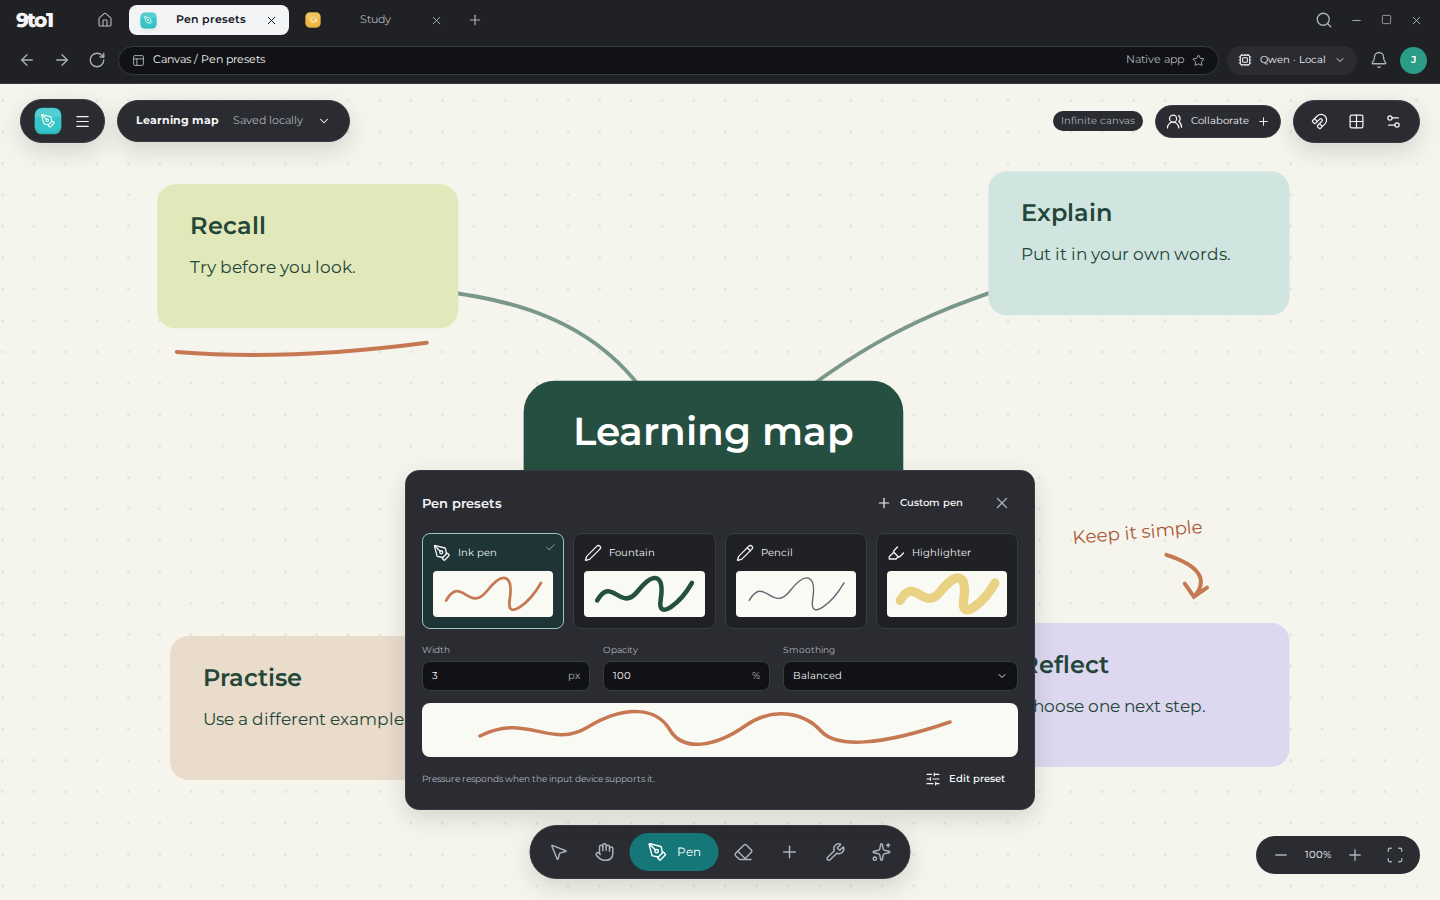 9to1
Pen presets
Study
Canvas / Pen presets
Native app
Qwen · Local
J
Learning map
Saved locally
Infinite canvas
Collaborate
Recall
Try before you look.
Explain
Put it in your own words.
Learning map
Pen presets
Custom pen
Ink pen
Fountain
Pencil
Highlighter
Width
Opacity
Smoothing
3 px
100 %
Balanced
Pressure responds when the input device supports it.
Edit preset
Keep it simple
Practise
Use a different example
Reflect
hoose one next step.
Pen
100%